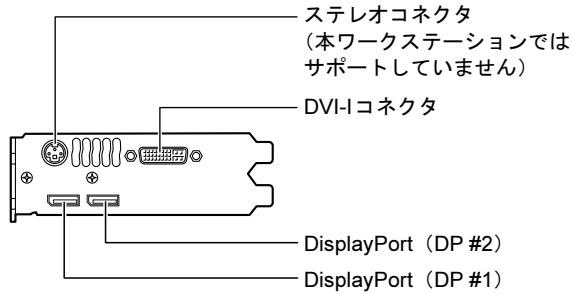 ステレオコネクタ
（本ワークステーションでは
サポートしていません）
DVI-Iコネクタ
DisplayPort（DP #2）
DisplayPort（DP #1）